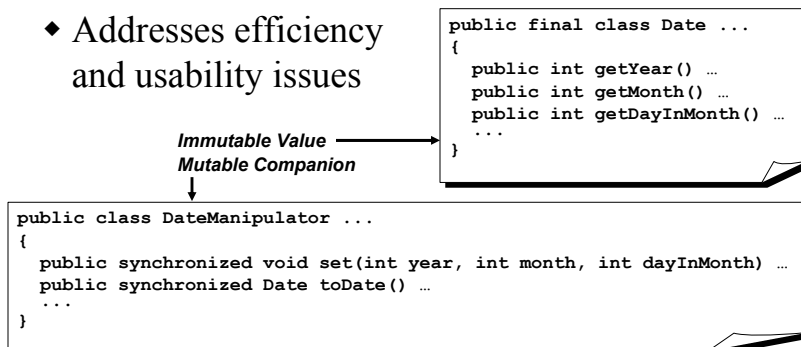 ◆ Addresses efficiency
and usability issues
public final class Date ...
{
  public int getYear() …
  public int getMonth() …
  public int getDayInMonth() …
  ...
}
Immutable Value
Mutable Companion
public class DateManipulator ...
{
  public synchronized void set(int year, int month, int dayInMonth) …
  public synchronized Date toDate() …
  ...
}